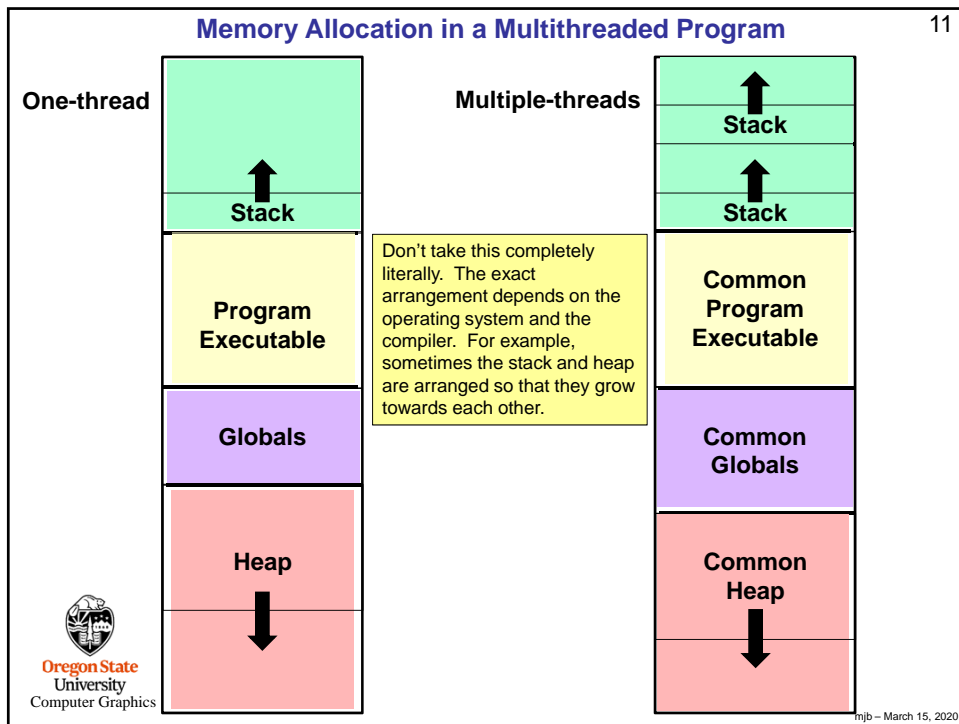 Memory Allocation in a Multithreaded Program
11
One-thread
Stack
Program
Executable
Globals
Heap
Don’t take this completely
literally.  The exact
arrangement depends on the
operating system and the
compiler.  For example,
sometimes the stack and heap
are arranged so that they grow
towards each other.
Multiple-threads
Stack
Stack
Common
Program
Executable
Common
Globals
Common
Heap
Oregon State
University
Computer Graphics
mjb – March 15, 2020